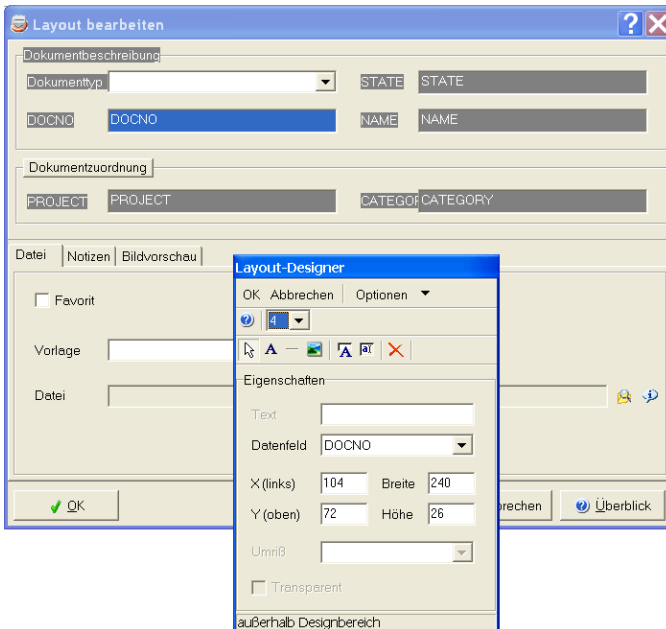 Layout bearbeiten
Dokumentbeschreibung
Dokumenttyp STATE STATE
DOCNO DOCNO NAME NAME
Dokumentzuordnung
PROJECT PROJECT CATEGOR CATEGORY
Datei Notizen Bildvorschau
Favorit
Vorlage
Datei
OK rechen Überblick
Layout-Designer
OK Abbrechen Optionen
4
Eigenschaften
Text
Datenfeld DOCNO
X (links) 104 Breite 240
Y (oben) 72 Höhe 26
Umriß
Transparent
außerhalb Designbereich